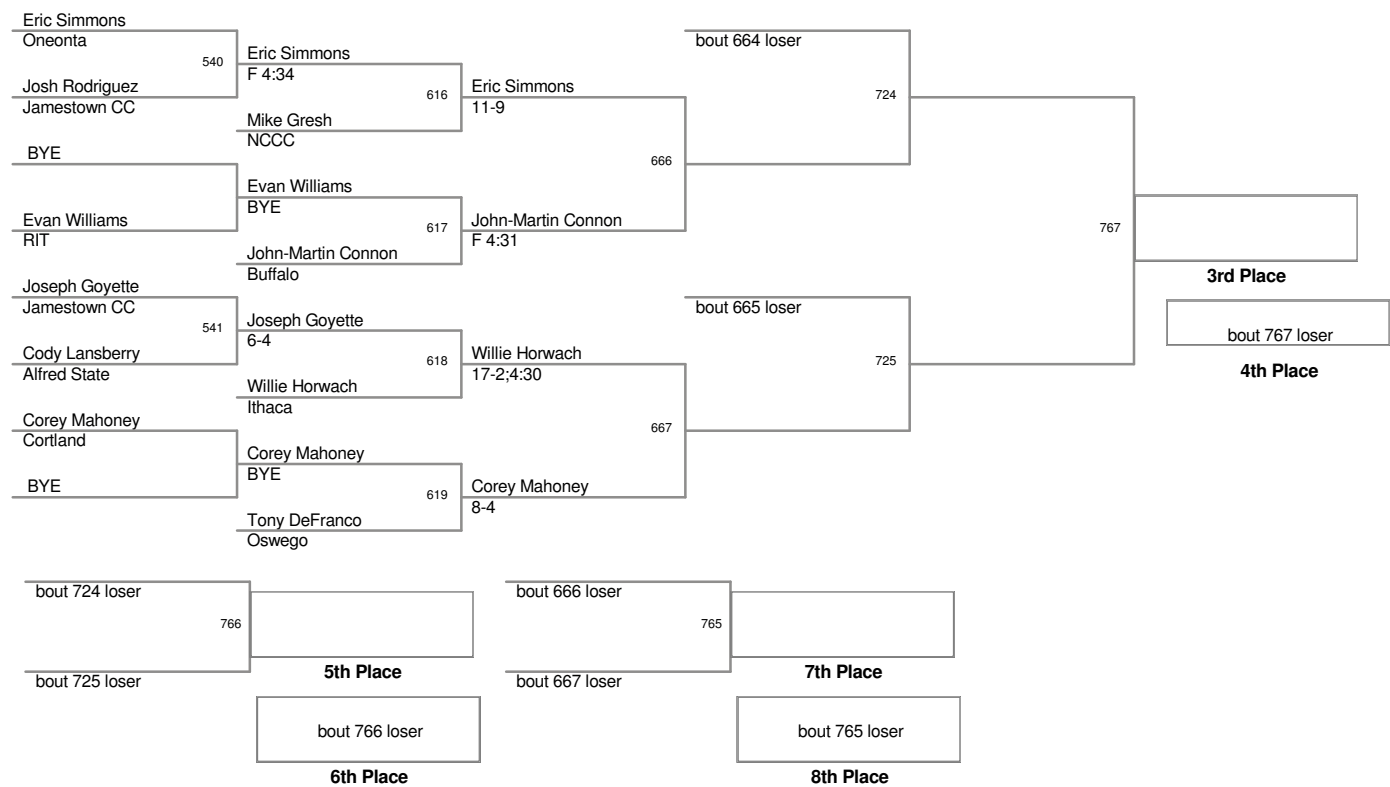 Eric Simmons
Oneonta
540
Josh Rodriguez
Jamestown CC
BYE
Evan Williams
RIT
Joseph Goyette
Jamestown CC
541
Cody Lansberry
Alfred State
Corey Mahoney
Cortland
BYE
Eric Simmons
F 4:34
616
Mike Gresh
NCCC
Evan Williams
BYE
617
John-Martin Connon
Buffalo
Joseph Goyette
6-4
618
Willie Horwach
Ithaca
Corey Mahoney
BYE
619
Tony DeFranco
Oswego
Eric Simmons
11-9
666
John-Martin Connon
F 4:31
Willie Horwach
17-2;4:30
667
Corey Mahoney
8-4
bout 664 loser
724
bout 665 loser
725
767
3rd Place
bout 767 loser
4th Place
bout 724 loser
766
bout 725 loser
5th Place
bout 766 loser
6th Place
bout 666 loser
765
bout 667 loser
7th Place
bout 765 loser
8th Place